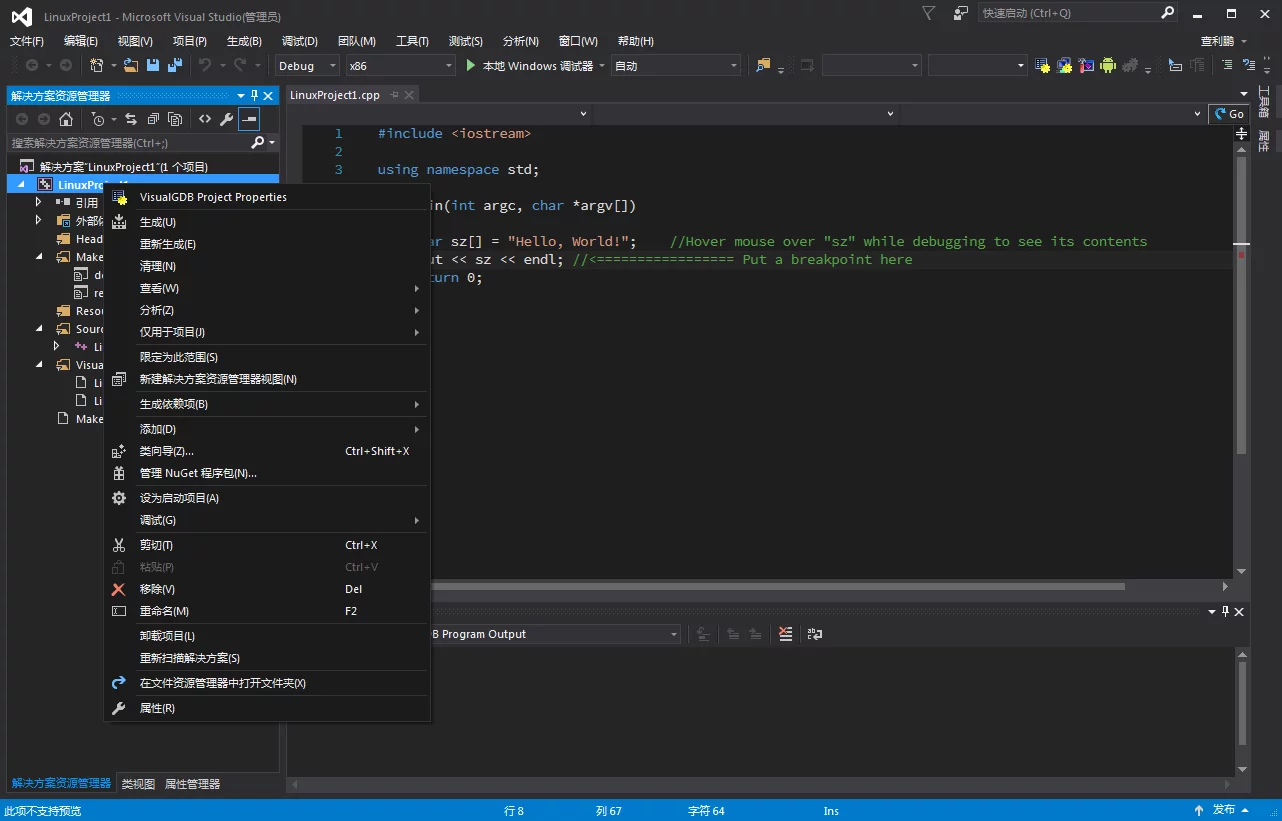 LinuxProject1 - Microsoft Visual Studio(管理员)
快速启动 (Ctrl+Q)
文件(F) 编辑(E) 视图(V) 项目(P) 生成(B) 调试(D) 团队(M) 工具(T) 测试(S) 分析(N) 窗口(W) 帮助(H)
查利鹏
Debug x86 本地 Windows 调试器 自动
解决方案资源管理器
LinuxProject1.cpp
工具箱
属性
Go
搜索解决方案资源管理器(Ctrl+;)
解决方案"LinuxProject1"(1 个项目)
引用
Head
Make
de
re
Resou
Li
Visua
Li
Li
Make
VisualGDB Project Properties
生成(U)
重新生成(E)
清理(N)
查看(W)
分析(Z)
仅用于项目(J)
限定为此范围(S)
新建解决方案资源管理器视图(N)
生成依赖项(B)
添加(D)
类向导(Z)... Ctrl+Shift+X
管理 NuGet 程序包(N)...
设为启动项目(A)
调试(G)
剪切(T) Ctrl+X
粘贴(P) Ctrl+V
移除(V) Del
重命名(M) F2
卸载项目(L)
重新扫描解决方案(S)
在文件资源管理器中打开文件夹(X)
属性(R)
1 #include <iostream>
2
3 using namespace std;
in(int argc, char *argv[])
ar sz[] = "Hello, World!"; //Hover mouse over "sz" while debugging to see its contents
ut << sz << endl; //<================= Put a breakpoint here
urn 0;
B Program Output
解决方案资源管理器 类视图 属性管理器
此项不支持预览 行 8 列 67 字符 64 Ins 发布